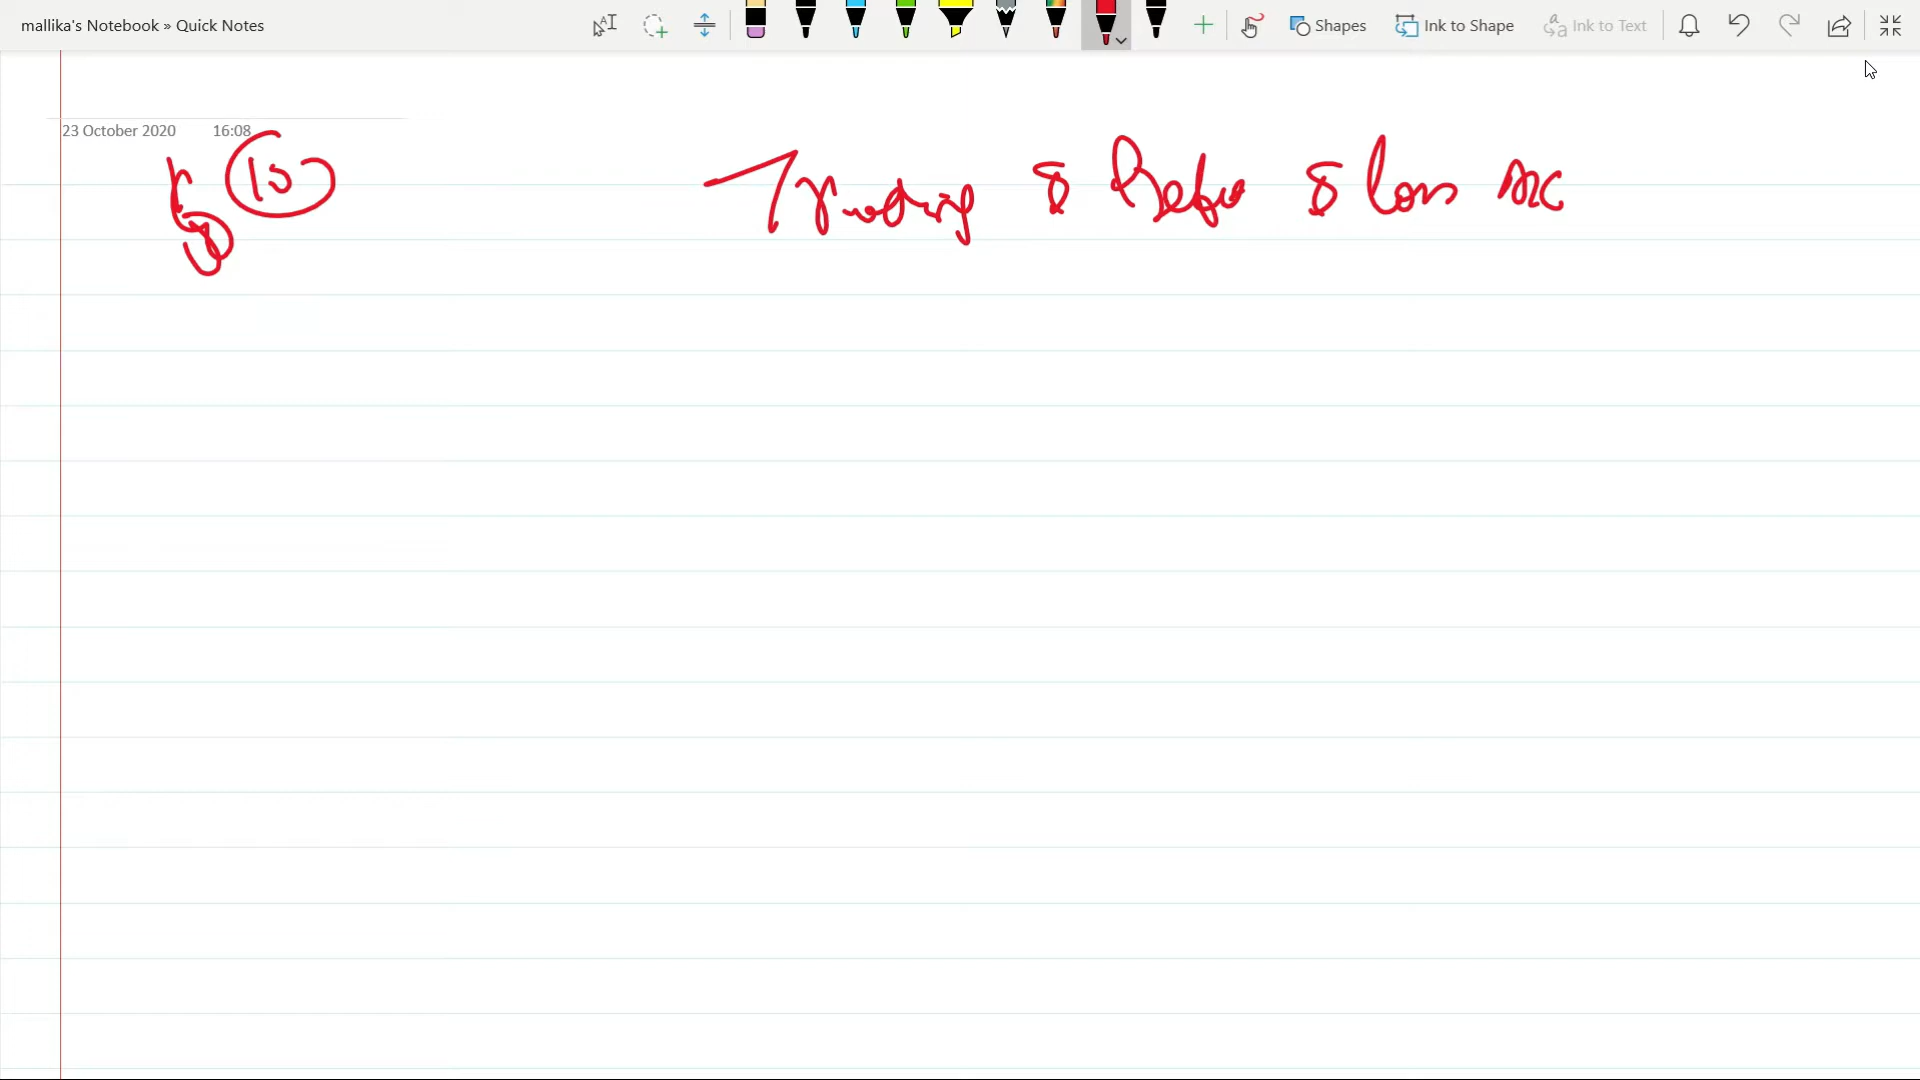 mallika's Notebook » Quick Notes
Shapes
Ink to Shape
Ink to Text
23 October 2020 16:08
10
Trading & Profit & Loss A/c